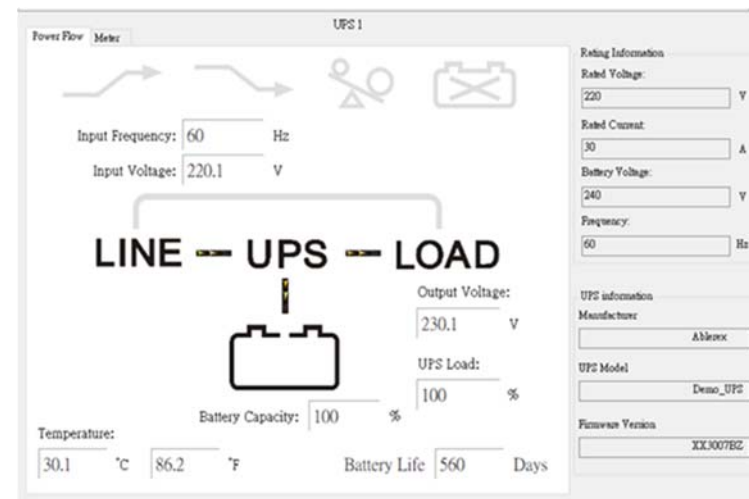 UPS 1
Power Flow Meter
Input Frequency: 60 Hz
Input Voltage: 220.1 V
LINE UPS LOAD
Output Voltage:
230.1 V
UPS Load:
100 %
Battery Capacity: 100 %
Temperature:
30.1 °C 86.2 °F
Battery Life 560 Days
Rating Information
Rated Voltage:
220 V
Rated Current:
30 A
Battery Voltage:
240 V
Frequency:
60 Hz
UPS information
Manufacturer
Ablerex
UPS Model
Demo_UPS
Firmware Version
XX3007BZ